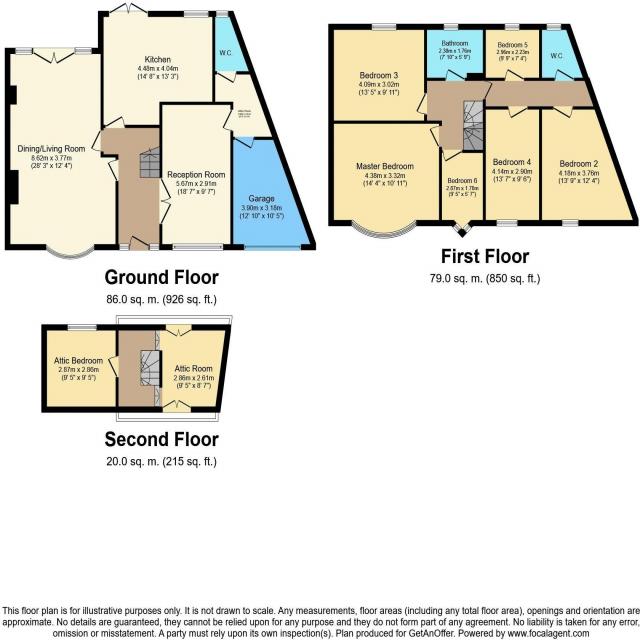 Kitchen
4.48m x 4.04m
(14' 8" x 13' 3")
W.C.
Dining/Living Room
8.62m x 3.77m
(28' 3" x 12' 4")
Reception Room
5.67m x 2.91m
(18' 7" x 9' 7")
Garage
3.90m x 3.18m
(12' 10" x 10' 5")
Ground Floor
86.0 sq. m. (926 sq. ft.)
Bedroom 3
4.09m x 3.02m
(13' 5" x 9' 11")
Bathroom
2.38m x 1.76m
(7' 10" x 5' 9")
Bedroom 5
2.96m x 2.23m
(9' 9" x 7' 4")
W.C.
Master Bedroom
4.38m x 3.32m
(14' 4" x 10' 11")
Bedroom 6
2.87m x 1.70m
(9' 5" x 5' 7")
Bedroom 4
4.14m x 2.90m
(13' 7" x 9' 6")
Bedroom 2
4.18m x 3.76m
(13' 9" x 12' 4")
First Floor
79.0 sq. m. (850 sq. ft.)
Attic Bedroom
2.87m x 2.86m
(9' 5" x 9' 5")
Attic Room
2.86m x 2.61m
(9' 5" x 8' 7")
Second Floor
20.0 sq. m. (215 sq. ft.)
This floor plan is for illustrative purposes only. It is not drawn to scale. Any measurements, floor areas (including any total floor area), openings and orientation are
approximate. No details are guaranteed, they cannot be relied upon for any purpose and they do not form part of any agreement. No liability is taken for any error,
omission or misstatement. A party must rely upon its own inspection(s). Plan produced for GetAnOffer. Powered by www.focalagent.com